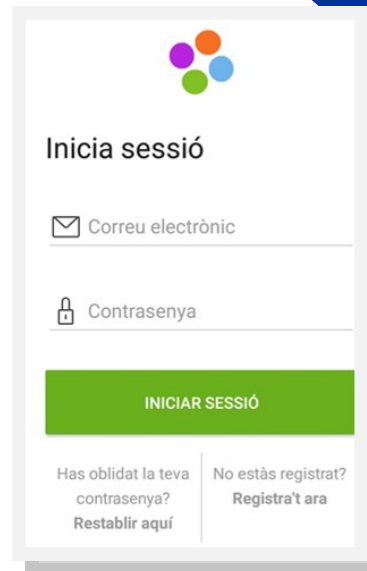 Inicia sessió
Correu electrònic
Contrasenya
INICIAR SESSIÓ
Has oblidat la teva
contrasenya?
Restablir aquí
No estàs registrat?
Registra't ara